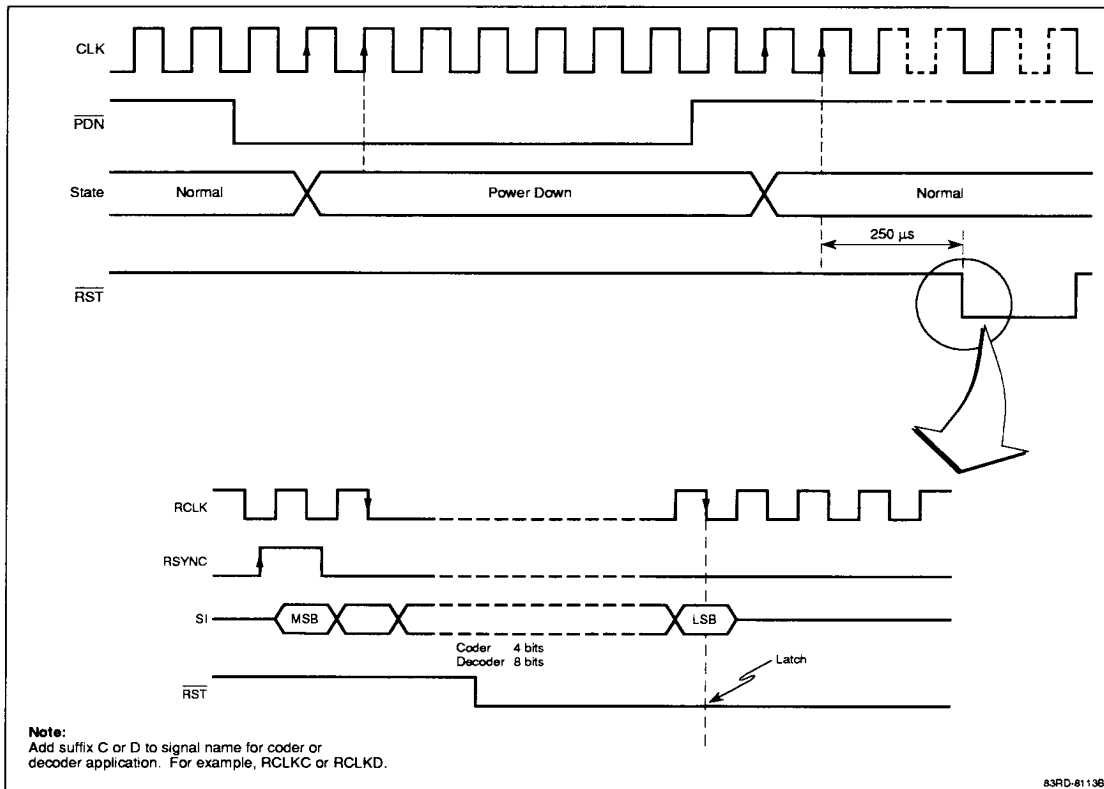 CLK
PDN
State
Normal
Power Down
Normal
250 µs
RST
RCLK
RSYNC
SI
MSB
LSB
Coder 4 bits
Decoder 8 bits
Latch
RST
Note:
Add suffix C or D to signal name for coder or
decoder application. For example, RCLKC or RCLKD.
83RD-8113B